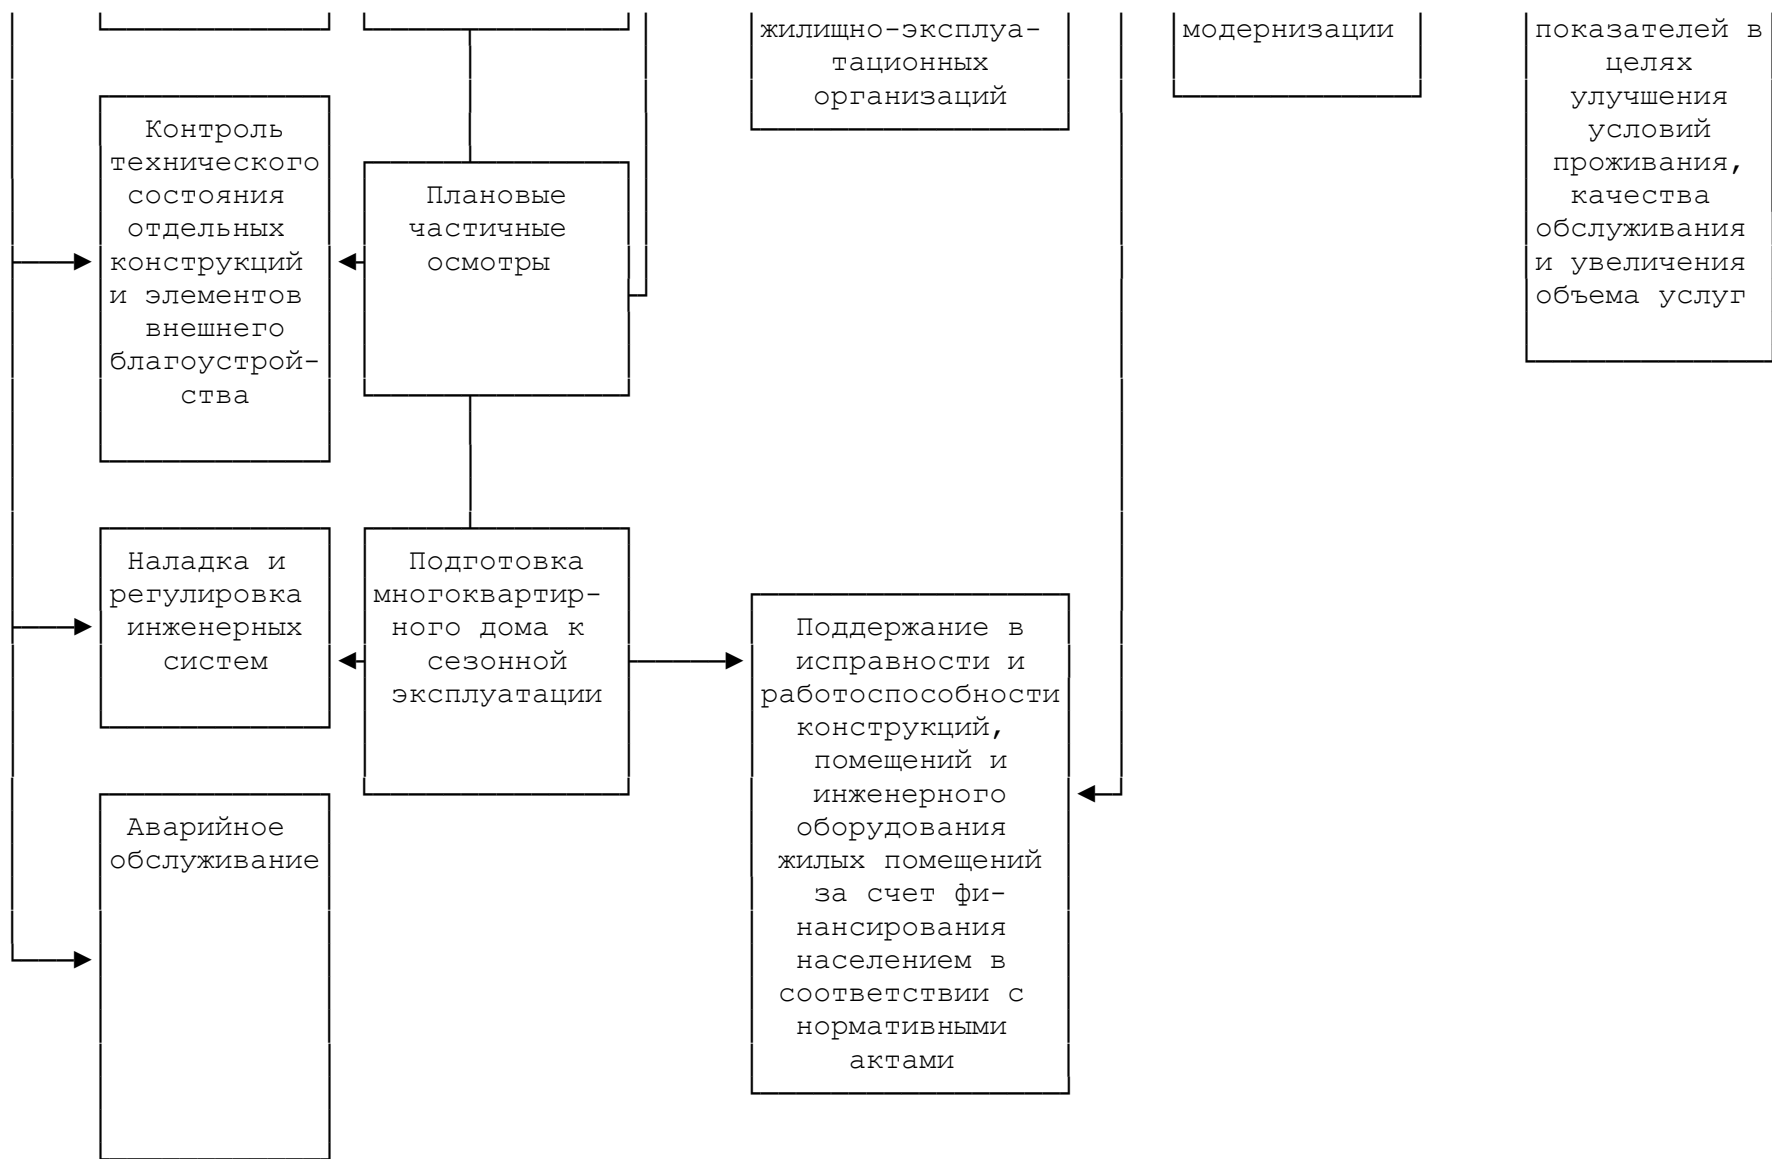 жилищно-эксплуа-
тационных
организаций
модернизации
показателей в
целях
улучшения
условий
проживания,
качества
обслуживания
и увеличения
объема услуг
Контроль
технического
состояния
отдельных
конструкций
и элементов
внешнего
благоустрой-
ства
Плановые
частичные
осмотры
Наладка и
регулировка
инженерных
систем
Подготовка
многоквартир-
ного дома к
сезонной
эксплуатации
Поддержание в
исправности и
работоспособности
конструкций,
помещений и
инженерного
оборудования
жилых помещений
за счет фи-
нансирования
населением в
соответствии с
нормативными
актами
Аварийное
обслуживание